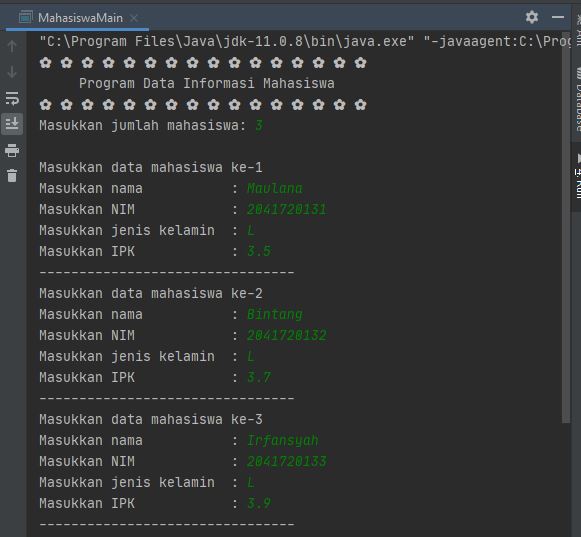 MahasiswaMain
"C:\Program Files\Java\jdk-11.0.8\bin\java.exe" "-javaagent:C:\Prog
✿ ✿ ✿ ✿ ✿ ✿ ✿ ✿ ✿ ✿ ✿ ✿ ✿ ✿ ✿ ✿
Program Data Informasi Mahasiswa
✿ ✿ ✿ ✿ ✿ ✿ ✿ ✿ ✿ ✿ ✿ ✿ ✿ ✿ ✿ ✿
Masukkan jumlah mahasiswa: 3
Masukkan data mahasiswa ke-1
Masukkan nama : Maulana
Masukkan NIM : 2041720131
Masukkan jenis kelamin : L
Masukkan IPK : 3.5
--------------------------------
Masukkan data mahasiswa ke-2
Masukkan nama : Bintang
Masukkan NIM : 2041720132
Masukkan jenis kelamin : L
Masukkan IPK : 3.7
--------------------------------
Masukkan data mahasiswa ke-3
Masukkan nama : Irfansyah
Masukkan NIM : 2041720133
Masukkan jenis kelamin : L
Masukkan IPK : 3.9
--------------------------------
Database